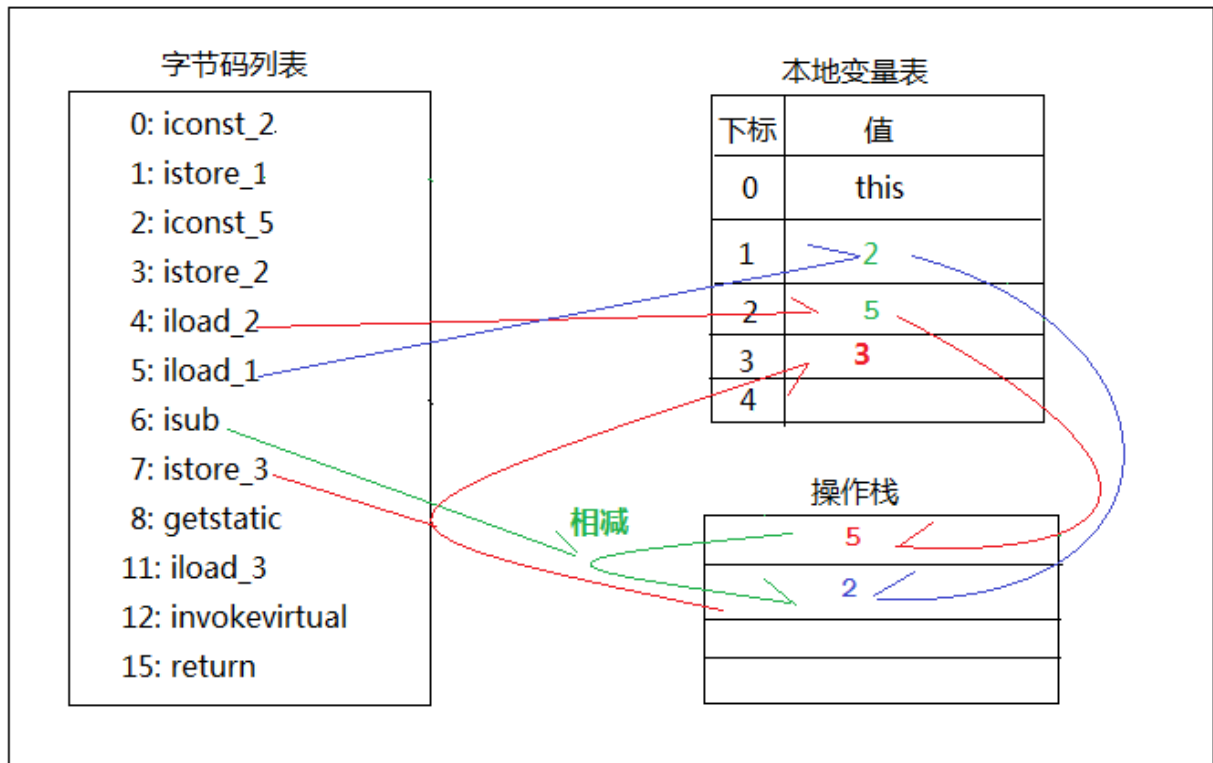 字节码列表
0: iconst_2
1: istore_1
2: iconst_5
3: istore_2
4: iload_2
5: iload_1
6: isub
7: istore_3
8: getstatic
11: iload_3
12: invokevirtual
15: return
本地变量表
下标 值
0 this
1 2
2 5
3 3
4
相减
操作栈
5
2